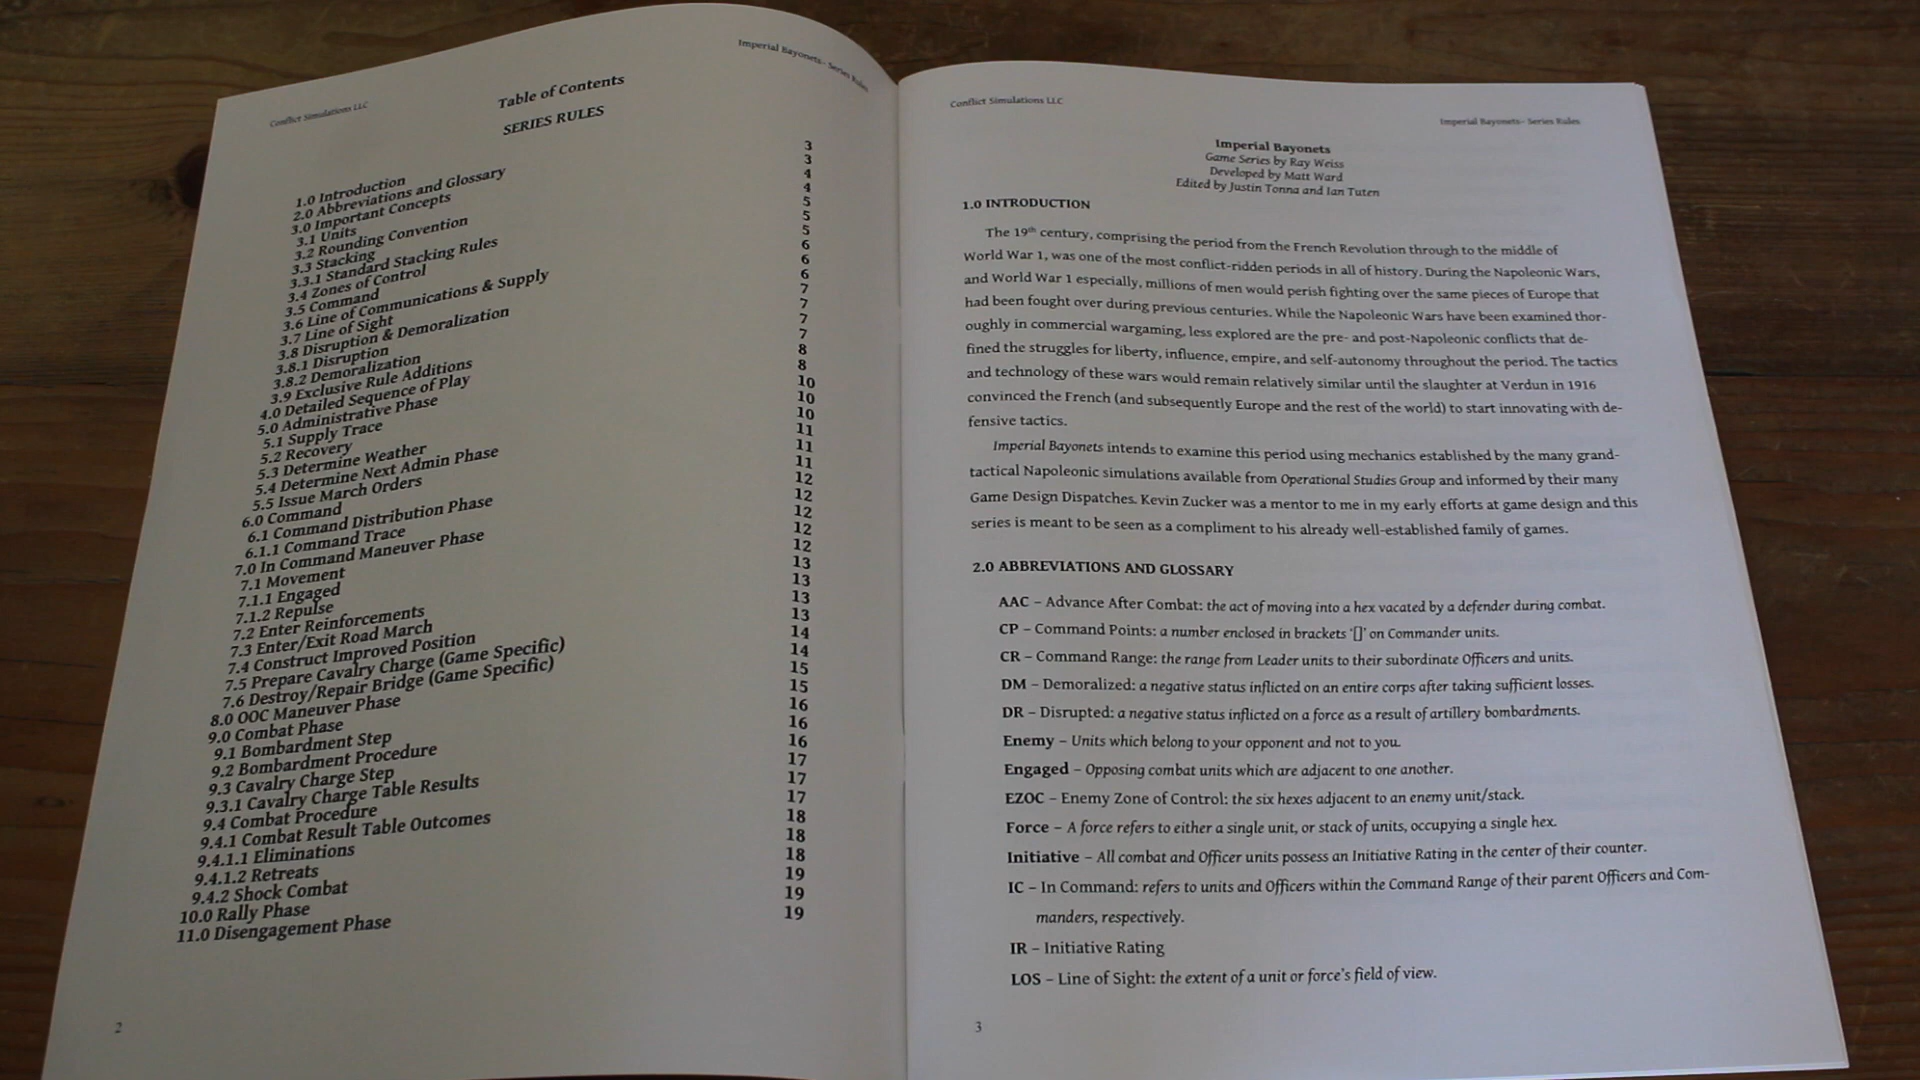 Conflict Simulations LLC
Imperial Bayonets– Series Rules
Table of Contents
SERIES RULES
1.0 Introduction 3
2.0 Abbreviations and Glossary 3
3.0 Important Concepts 4
3.1 Units 4
3.2 Rounding Convention 5
3.3 Stacking 5
3.3.1 Standard Stacking Rules 5
3.4 Zones of Control 6
3.5 Command 6
3.6 Line of Communications & Supply 6
3.7 Line of Sight 7
3.8 Disruption & Demoralization 7
3.8.1 Disruption 7
3.8.2 Demoralization 7
3.9 Exclusive Rule Additions 8
4.0 Detailed Sequence of Play 8
5.0 Administrative Phase 10
5.1 Supply Trace 10
5.2 Recovery 10
5.3 Determine Weather 11
5.4 Determine Next Admin Phase 11
5.5 Issue March Orders 11
6.0 Command 12
6.1 Command Distribution Phase 12
6.1.1 Command Trace 12
7.0 In Command Maneuver Phase 12
7.1 Movement 12
7.1.1 Engaged 13
7.1.2 Repulse 13
7.2 Enter Reinforcements 13
7.3 Enter/Exit Road March 13
7.4 Construct Improved Position 14
7.5 Prepare Cavalry Charge (Game Specific) 14
7.6 Destroy/Repair Bridge (Game Specific) 15
8.0 OOC Maneuver Phase 15
9.0 Combat Phase 16
9.1 Bombardment Step 16
9.2 Bombardment Procedure 16
9.3 Cavalry Charge Step 17
9.3.1 Cavalry Charge Table Results 17
9.4 Combat Procedure 17
9.4.1 Combat Result Table Outcomes 18
9.4.1.1 Eliminations 18
9.4.1.2 Retreats 18
9.4.2 Shock Combat 19
10.0 Rally Phase 19
11.0 Disengagement Phase 19
2
Conflict Simulations LLC
Imperial Bayonets– Series Rules
Imperial Bayonets
Game Series by Ray Weiss
Developed by Matt Ward
Edited by Justin Tonna and Ian Tuten
1.0 INTRODUCTION
The 19th century, comprising the period from the French Revolution through to the middle of
World War 1, was one of the most conflict-ridden periods in all of history. During the Napoleonic Wars,
and World War 1 especially, millions of men would perish fighting over the same pieces of Europe that
had been fought over during previous centuries. While the Napoleonic Wars have been examined thor-
oughly in commercial wargaming, less explored are the pre- and post-Napoleonic conflicts that de-
fined the struggles for liberty, influence, empire, and self-autonomy throughout the period. The tactics
and technology of these wars would remain relatively similar until the slaughter at Verdun in 1916
convinced the French (and subsequently Europe and the rest of the world) to start innovating with de-
fensive tactics.
Imperial Bayonets intends to examine this period using mechanics established by the many grand-
tactical Napoleonic simulations available from Operational Studies Group and informed by their many
Game Design Dispatches. Kevin Zucker was a mentor to me in my early efforts at game design and this
series is meant to be seen as a compliment to his already well-established family of games.
2.0 ABBREVIATIONS AND GLOSSARY
AAC – Advance After Combat: the act of moving into a hex vacated by a defender during combat.
CP – Command Points: a number enclosed in brackets '[]' on Commander units.
CR – Command Range: the range from Leader units to their subordinate Officers and units.
DM – Demoralized: a negative status inflicted on an entire corps after taking sufficient losses.
DR – Disrupted: a negative status inflicted on a force as a result of artillery bombardments.
Enemy – Units which belong to your opponent and not to you.
Engaged – Opposing combat units which are adjacent to one another.
EZOC – Enemy Zone of Control: the six hexes adjacent to an enemy unit/stack.
Force – A force refers to either a single unit, or stack of units, occupying a single hex.
Initiative – All combat and Officer units possess an Initiative Rating in the center of their counter.
IC – In Command: refers to units and Officers within the Command Range of their parent Officers and Com-
manders, respectively.
IR – Initiative Rating
LOS – Line of Sight: the extent of a unit or force's field of view.
3